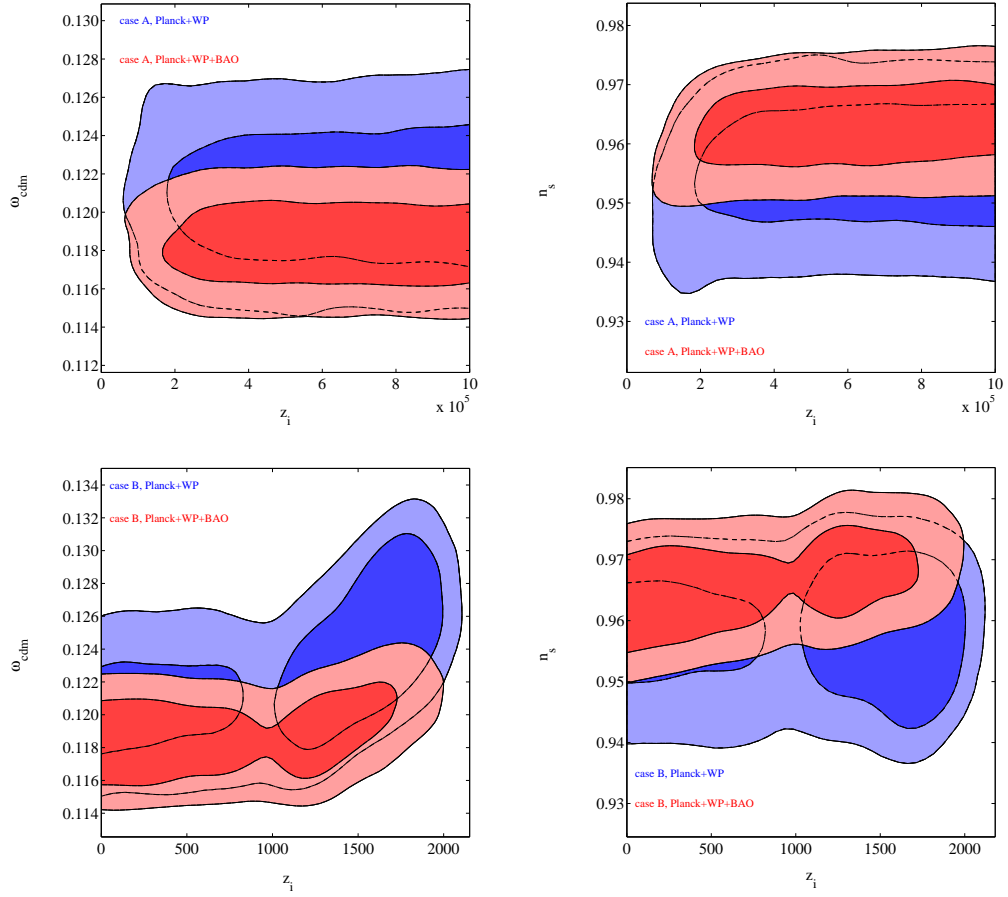 case A, Planck+WP
case A, Planck+WP+BAO
0.130
0.128
0.126
0.124
0.122
0.120
0.118
0.116
0.114
0.112
ω_cdm
0 2 4 6 8 10
x 10^5
z_i
0.98
0.97
0.96
0.95
0.94
0.93
n_s
case A, Planck+WP
case A, Planck+WP+BAO
0 2 4 6 8 10
x 10^5
z_i
case B, Planck+WP
case B, Planck+WP+BAO
0.134
0.132
0.130
0.128
0.126
0.124
0.122
0.120
0.118
0.116
0.114
ω_cdm
0 500 1000 1500 2000
z_i
0.98
0.97
0.96
0.95
0.94
0.93
n_s
case B, Planck+WP
case B, Planck+WP+BAO
0 500 1000 1500 2000
z_i